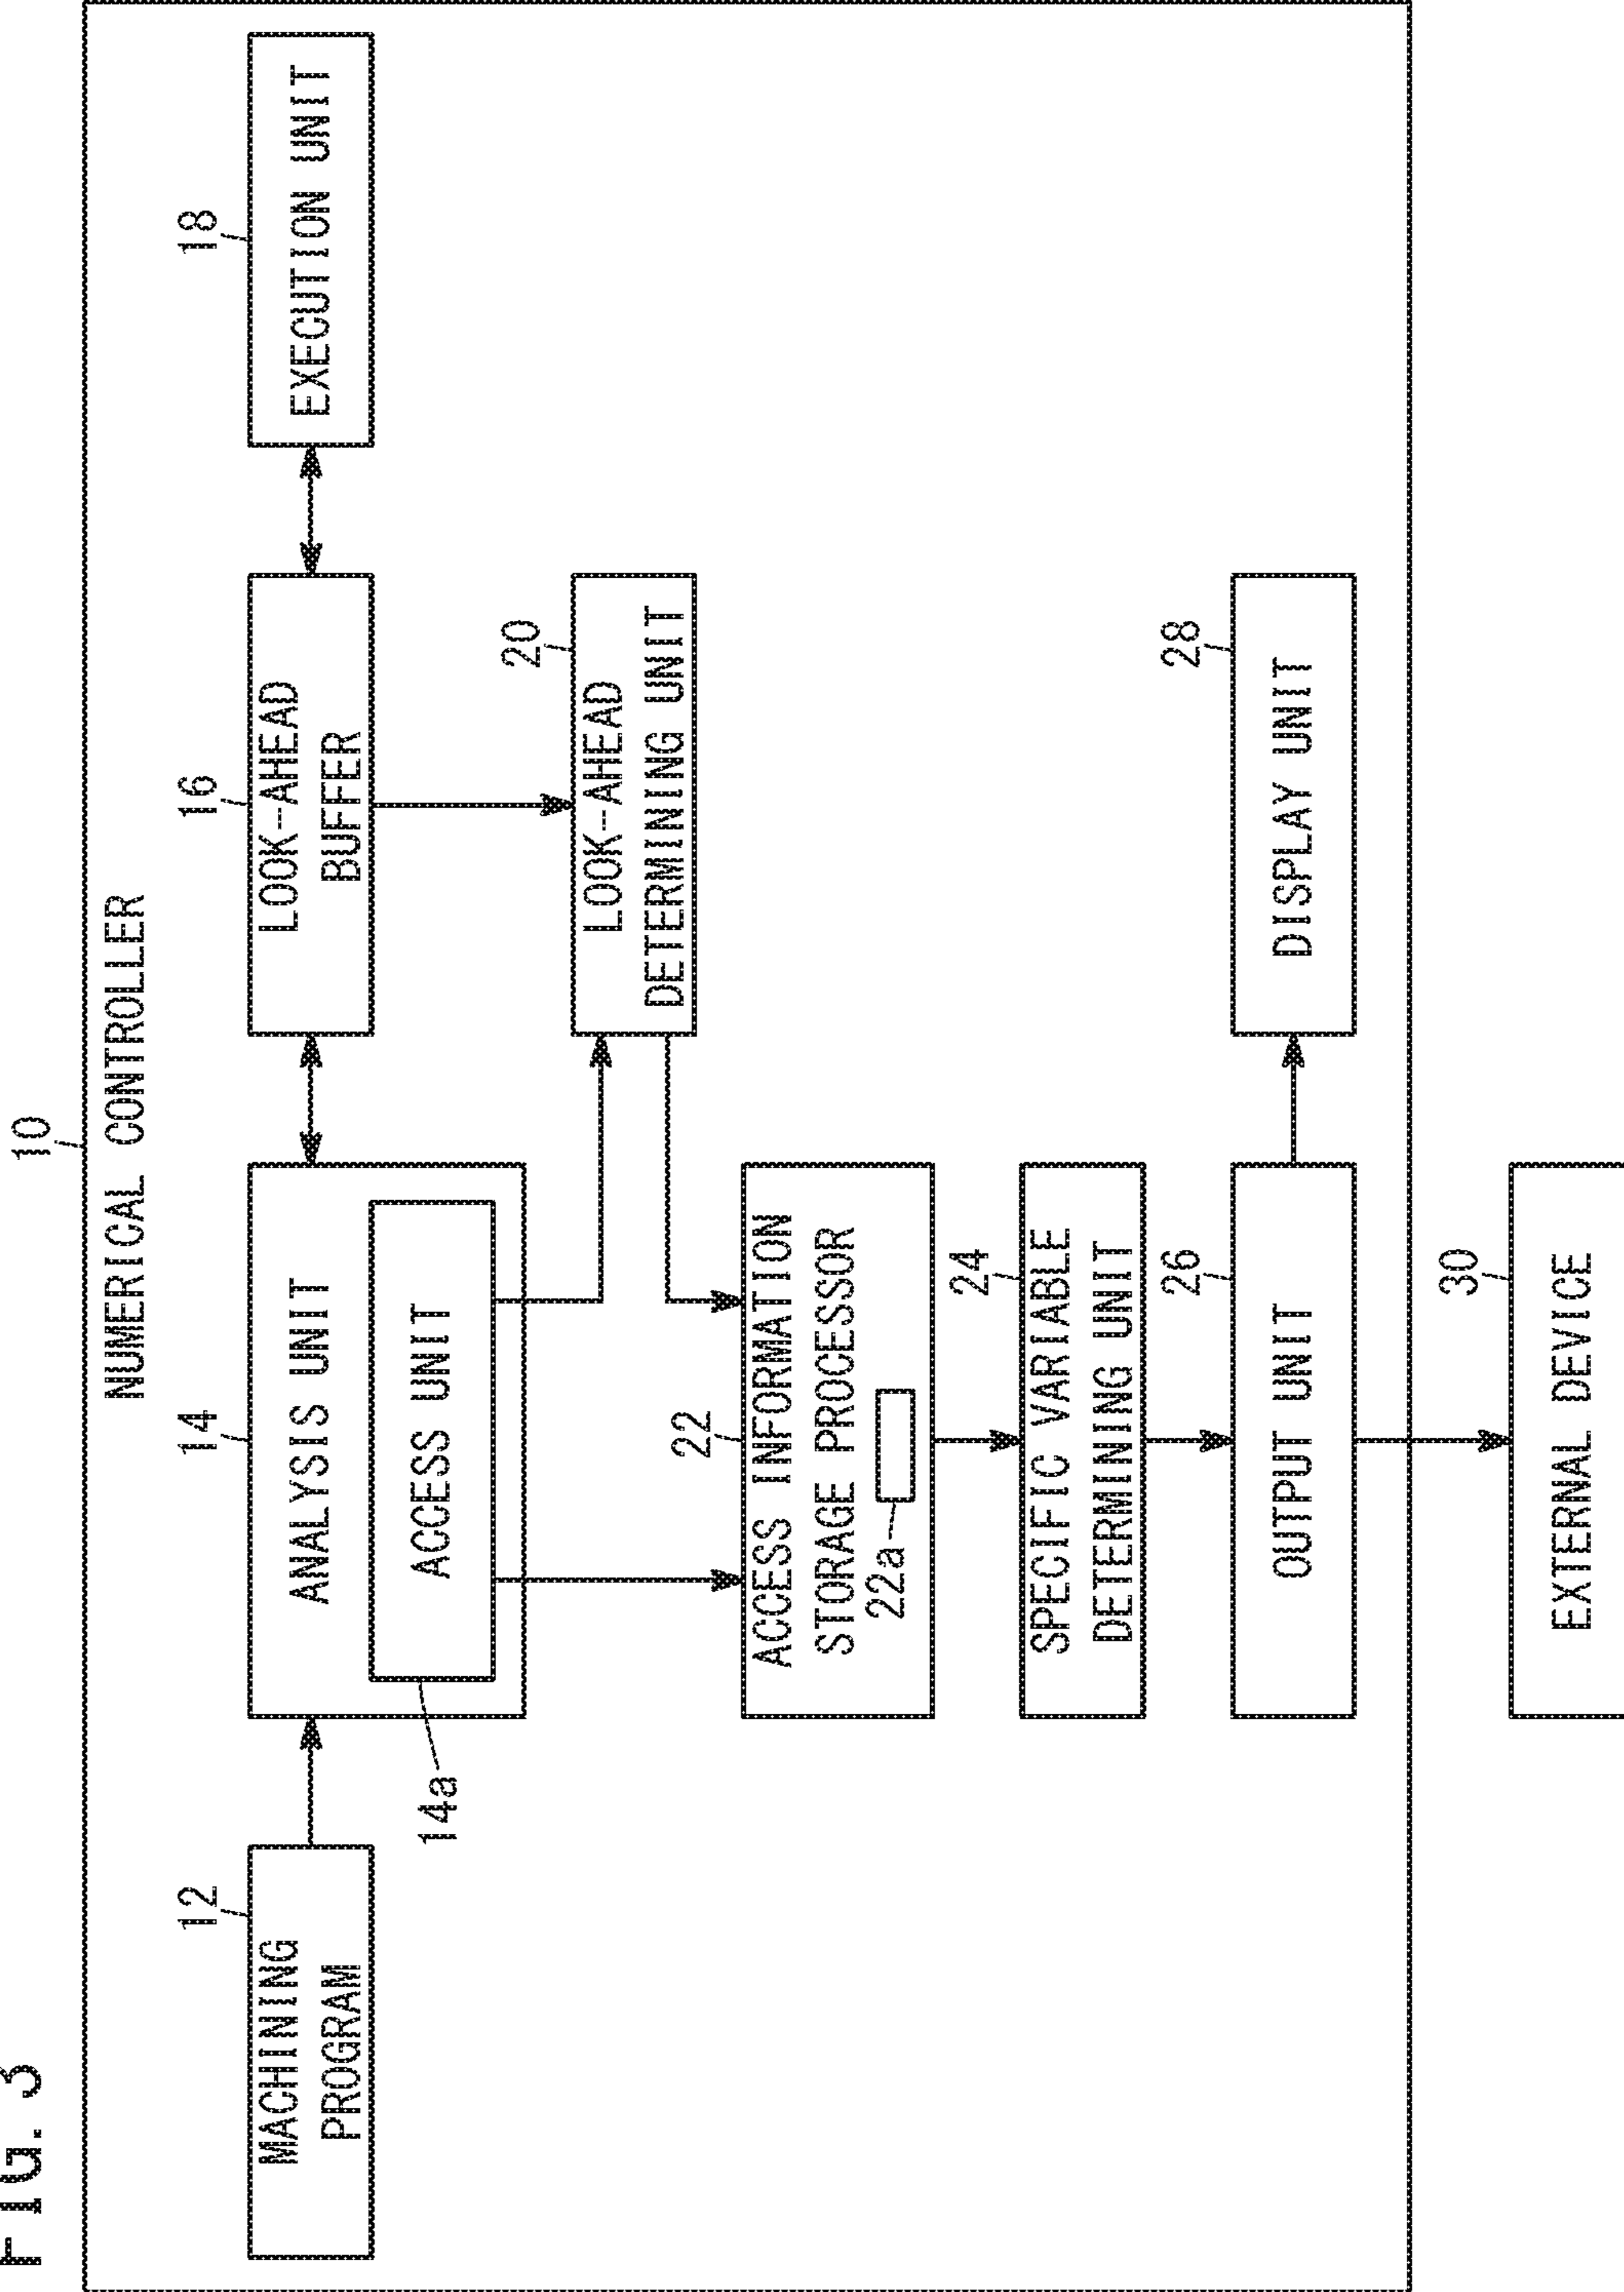 FIG. 3
10
NUMERICAL CONTROLLER
12
MACHINING
PROGRAM
14
ANALYSIS UNIT
ACCESS UNIT
14a
16
LOOK-AHEAD
BUFFER
18
EXECUTION UNIT
20
LOOK-AHEAD
DETERMINING UNIT
22
ACCESS INFORMATION
STORAGE PROCESSOR
22a
24
SPECIFIC VARIABLE
DETERMINING UNIT
26
OUTPUT UNIT
28
DISPLAY UNIT
30
EXTERNAL DEVICE